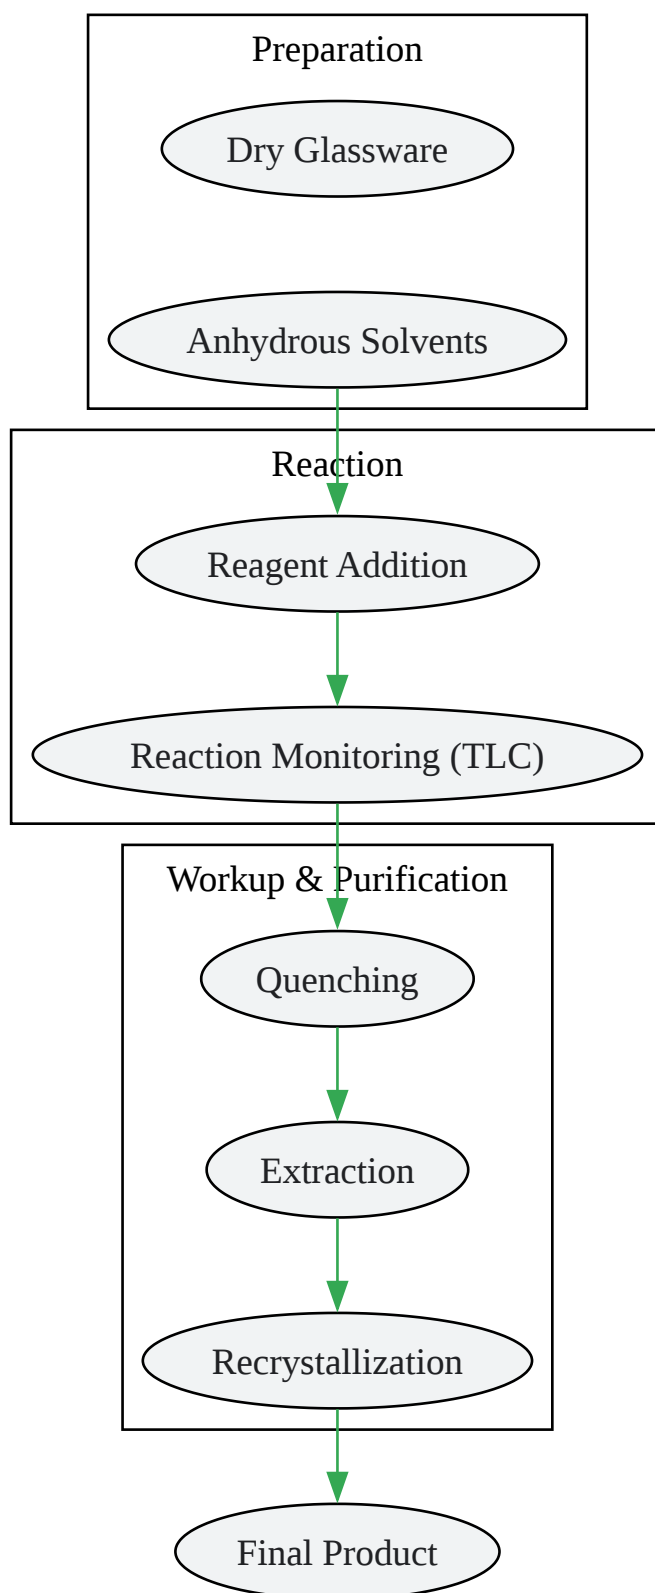 Preparation
Dry Glassware
Anhydrous Solvents
Reaction
Reagent Addition
Reaction Monitoring (TLC)
Workup & Purification
Quenching
Extraction
Recrystallization
Final Product